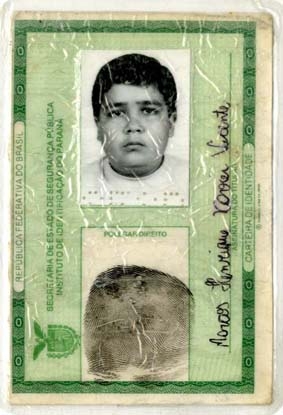 REPÚBLICA FEDERATIVA DO BRASIL
SECRETARIA DE ESTADO DE SEGURANÇA PÚBLICA
INSTITUTO DE IDENTIFICAÇÃO DO PARANÁ
POLEGAR DIREITO
Marcos Henrique Vicente
ASSINATURA DO TITULAR
CARTEIRA DE IDENTIDADE